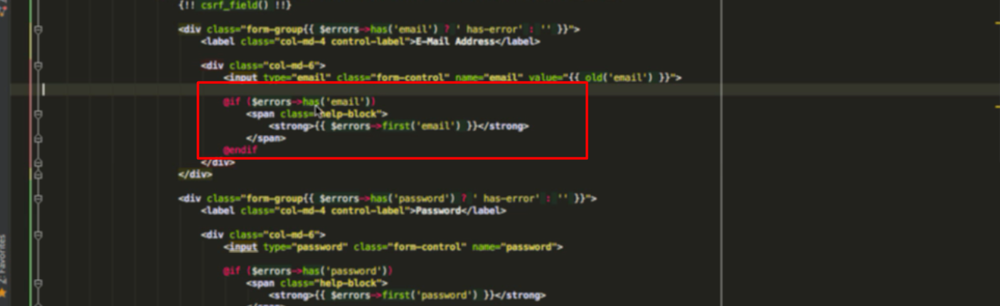 {!! csrf_field() !!}
<div class="form-group{{ $errors->has('email') ? ' has-error' : '' }}">
<label class="col-md-4 control-label">E-Mail Address</label>
<div class="col-md-6">
<input type="email" class="form-control" name="email" value="{{ old('email') }}">
@if ($errors->has('email'))
<span class="help-block">
<strong>{{ $errors->first('email') }}</strong>
</span>
@endif
</div>
</div>
<div class="form-group{{ $errors->has('password') ? ' has-error' : '' }}">
<label class="col-md-4 control-label">Password</label>
<div class="col-md-6">
<input type="password" class="form-control" name="password">
@if ($errors->has('password'))
<span class="help-block">
<strong>{{ $errors->first('password') }}</strong>
2: Favorites